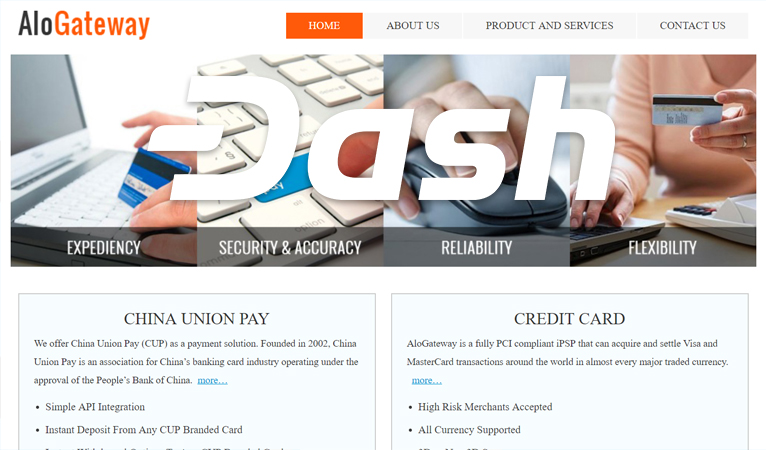 AloGateway
HOME
ABOUT US
PRODUCT AND SERVICES
CONTACT US
Dash
pay
option
EXPEDIENCY
SECURITY & ACCURACY
RELIABILITY
FLEXIBILITY
CHINA UNION PAY
We offer China Union Pay (CUP) as a payment solution. Founded in 2002, China
Union Pay is an association for China’s banking card industry operating under the
approval of the People’s Bank of China. more…
• Simple API Integration
• Instant Deposit From Any CUP Branded Card
CREDIT CARD
AloGateway is a fully PCI compliant iPSP that can acquire and settle Visa and
MasterCard transactions around the world in almost every major traded currency.
more…
• High Risk Merchants Accepted
• All Currency Supported